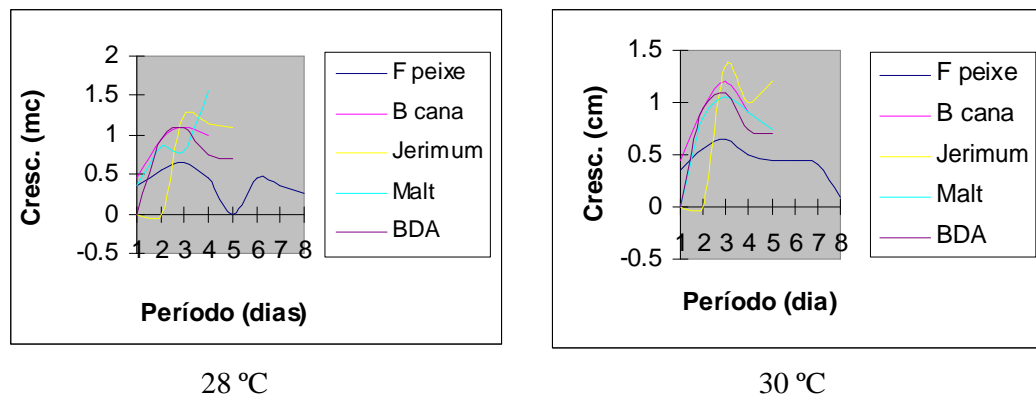 2
1.5
1
0.5
0
-0.5
1 2 3 4 5 6 7 8
Cresc. (mc)
Período (dias)
F peixe
B cana
Jerimum
Malt
BDA
28 ºC
1.5
1
0.5
0
-0.5
1 2 3 4 5 6 7 8
Cresc. (cm)
Período (dia)
F peixe
B cana
Jerimum
Malt
BDA
30 ºC